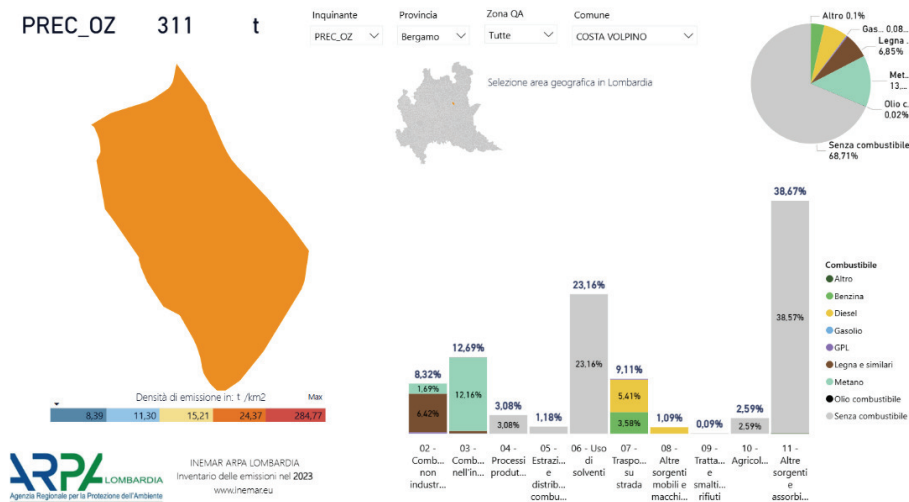 PREC_OZ 311 t
Inquinante
PREC_OZ
Provincia
Bergamo
Zona QA
Tutte
Comune
COSTA VOLPINO
Selezione area geografica in Lombardia
Altro 0.1%
Gas... 0,08...
Legna ...
6,85%
Met...
13,...
Olio c...
0.02%
Senza combustibile
68,71%
Densità di emissione in: t /km2
Max
8,39 11,30 15,21 24,37 284,77
ARPA LOMBARDIA
Agenzia Regionale per la Protezione dell'Ambiente
INEMAR ARPA LOMBARDIA
Inventario delle emissioni nel 2023
www.inemar.eu
8,32%
1,69%
6,42%
12,69%
12,16%
3,08%
3,08%
1,18%
23,16%
23,16%
9,11%
5,41%
3,58%
1,09%
0,09%
2,59%
2,59%
38,67%
38,57%
02 -
Comb...
non
industr...
03 -
Comb...
nell'in...
04 -
Processi
produt...
05 -
Estrazi...
e
distrib...
combu...
06 - Uso
di
solventi
07 -
Traspo...
su
strada
08 -
Altre
sorgenti
mobili e
macchi...
09 -
Tratta...
e
smalti...
rifiuti
10 -
Agricol...
11 -
Altre
sorgenti
e
assorbi...
Combustibile
Altro
Benzina
Diesel
Gasolio
GPL
Legna e similari
Metano
Olio combustibile
Senza combustibile